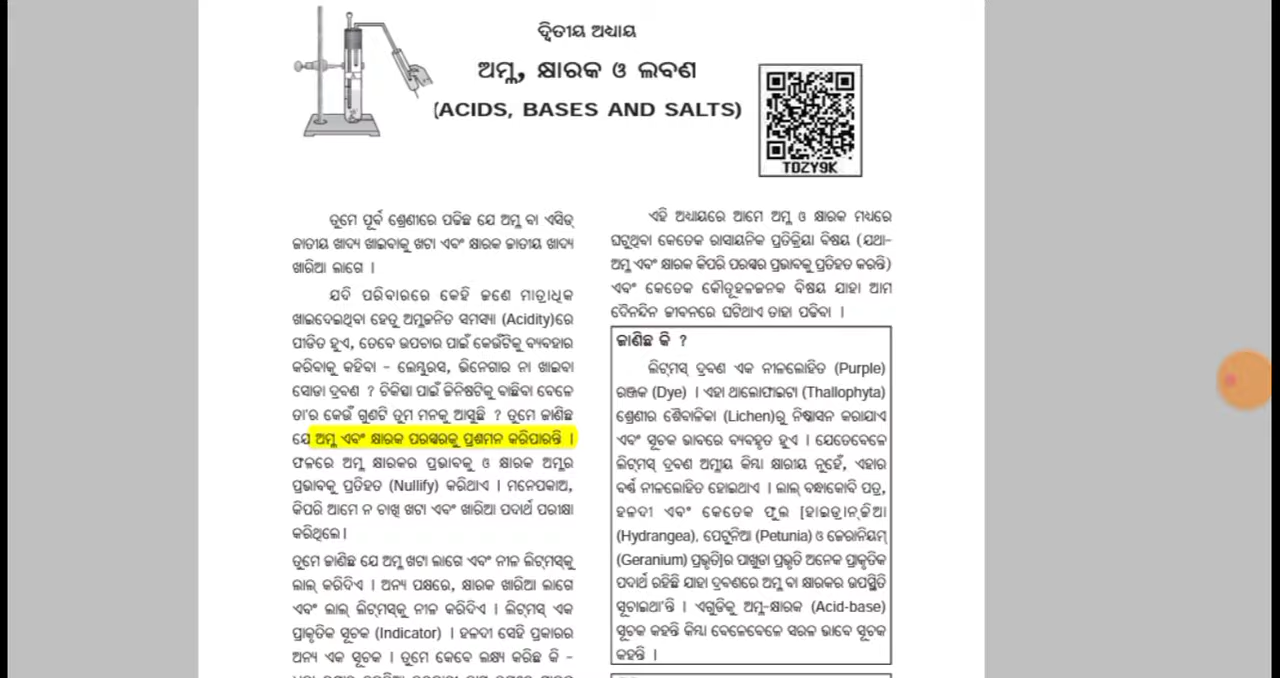 ଦ୍ୱିତୀୟ ଅଧ୍ୟାୟ
ଅମ୍ଳ, କ୍ଷାରକ ଓ ଲବଣ
(ACIDS, BASES AND SALTS)
TDZY9K
ତୁମେ ପୂର୍ବ ଶ୍ରେଣୀରେ ପଢିଛ ଯେ ଅମ୍ଳ ବା ଏସିଡ୍
ଜାତୀୟ ଖାଦ୍ୟ ଖାଇବାକୁ ଖଟା ଏବଂ କ୍ଷାରକ ଜାତୀୟ ଖାଦ୍ୟ
ଖାରିଆ ଲାଗେ ।
ଯଦି ପରିବାରରେ କେହି ଜଣେ ମାତ୍ରାଧିକ
ଖାଇଦେଇଥିବା ହେତୁ ଅମ୍ଳଜନିତ ସମସ୍ୟା (Acidity)ରେ
ପୀଡିତ ହୁଏ, ତେବେ ଉପଚାର ପାଇଁ କେଉଁଟିକୁ ବ୍ୟବହାର
କରିବାକୁ କହିବା - ଲେମ୍ବୁରସ, ଭିନେଗାର ନା ଖାଇବା
ସୋଡା ଦ୍ରବଣ ? ଚିକିତ୍ସା ପାଇଁ ଜିନିଷଟିକୁ ବାଛିବା ବେଳେ
ତା'ର କେଉଁ ଗୁଣଟି ତୁମ ମନକୁ ଆସୁଛି ? ତୁମେ ଜାଣିଛ
ଯେ ଅମ୍ଳ ଏବଂ କ୍ଷାରକ ପରସ୍ପରକୁ ପ୍ରଶମନ କରିପାରନ୍ତି ।
ଫଳରେ ଅମ୍ଳ କ୍ଷାରକର ପ୍ରଭାବକୁ ଓ କ୍ଷାରକ ଅମ୍ଳର
ପ୍ରଭାବକୁ ପ୍ରତିହତ (Nullify) କରିଥାଏ । ମନେପକାଅ,
କିପରି ଆମେ ନ ଚାଖି ଖଟା ଏବଂ ଖାରିଆ ପଦାର୍ଥ ପରୀକ୍ଷା
କରିଥିଲେ ।
ତୁମେ ଜାଣିଛ ଯେ ଅମ୍ଳ ଖଟା ଲାଗେ ଏବଂ ନୀଳ ଲିଟ୍‌ମସ୍‌କୁ
ଲାଲ୍ କରିଦିଏ । ଅନ୍ୟ ପକ୍ଷରେ, କ୍ଷାରକ ଖାରିଆ ଲାଗେ
ଏବଂ ଲାଲ୍ ଲିଟ୍‌ମସ୍‌କୁ ନୀଳ କରିଦିଏ । ଲିଟ୍‌ମସ୍ ଏକ
ପ୍ରାକୃତିକ ସୂଚକ (Indicator) । ହଳଦୀ ସେହି ପ୍ରକାରର
ଅନ୍ୟ ଏକ ସୂଚକ । ତୁମେ କେବେ ଲକ୍ଷ୍ୟ କରିଛ କି -
ଏହି ଅଧ୍ୟାୟରେ ଆମେ ଅମ୍ଳ ଓ କ୍ଷାରକ ମଧ୍ୟରେ
ଘଟୁଥିବା କେତେକ ରାସାୟନିକ ପ୍ରତିକ୍ରିୟା ବିଷୟ (ଯଥା-
ଅମ୍ଳ ଏବଂ କ୍ଷାରକ କିପରି ପରସ୍ପର ପ୍ରଭାବକୁ ପ୍ରତିହତ କରନ୍ତି)
ଏବଂ କେତେକ କୌତୂହଳଜନକ ବିଷୟ ଯାହା ଆମ
ଦୈନନ୍ଦିନ ଜୀବନରେ ଘଟିଥାଏ ତାହା ପଢିବା ।
ଜାଣିଛ କି ?
ଲିଟ୍‌ମସ୍ ଦ୍ରବଣ ଏକ ନୀଳଲୋହିତ (Purple)
ରଞ୍ଜକ (Dye) । ଏହା ଥାଲୋଫାଇଟା (Thallophyta)
ଶ୍ରେଣୀର ଶୈବାଳିକା (Lichen)ରୁ ନିଷ୍କାସନ କରାଯାଏ
ଏବଂ ସୂଚକ ଭାବରେ ବ୍ୟବହୃତ ହୁଏ । ଯେତେବେଳେ
ଲିଟ୍‌ମସ୍ ଦ୍ରବଣ ଅମ୍ଳୀୟ କିମ୍ବା କ୍ଷାରୀୟ ନୁହେଁ, ଏହାର
ବର୍ଣ୍ଣ ନୀଳଲୋହିତ ହୋଇଥାଏ । ଲାଲ୍ ବନ୍ଧାକୋବି ପତ୍ର,
ହଳଦୀ ଏବଂ କେତେକ ଫୁଲ [ହାଇଡ୍ରାନ୍‌ଜିଆ
(Hydrangea), ପେଟୁନିଆ (Petunia) ଓ ଜେରାନିୟମ୍
(Geranium) ପ୍ରଭୃତି]ର ପାଖୁଡା ପ୍ରଭୃତି ଅନେକ ପ୍ରାକୃତିକ
ପଦାର୍ଥ ରହିଛି ଯାହା ଦ୍ରବଣରେ ଅମ୍ଳ ବା କ୍ଷାରକର ଉପସ୍ଥିତି
ସୂଚାଇଥା'ନ୍ତି । ଏଗୁଡିକୁ ଅମ୍ଳ-କ୍ଷାରକ (Acid-base)
ସୂଚକ କହନ୍ତି କିମ୍ବା ବେଳେବେଳେ ସରଳ ଭାବେ ସୂଚକ
କହନ୍ତି ।